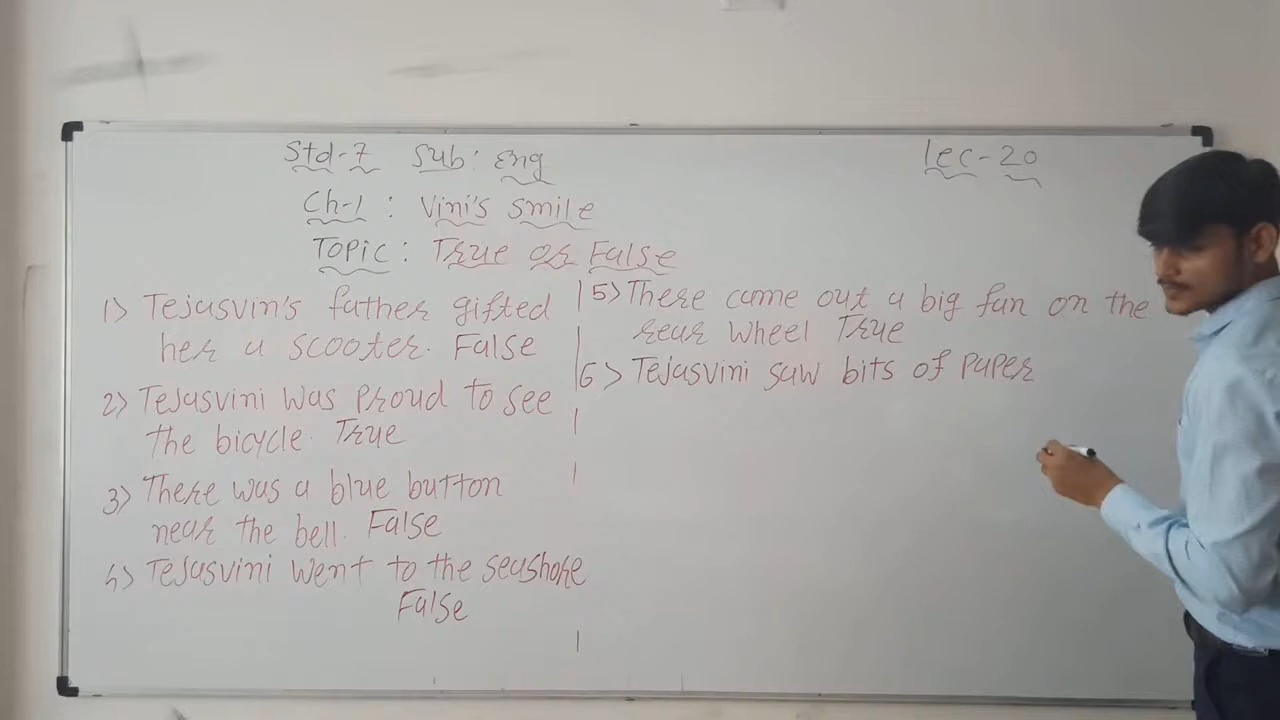 Std-7 Sub: Eng
Lec-20
Ch-1 : Vini's Smile
Topic : True or False
1) Tejasvin's father gifted
her a scooter. False
2) Tejasvini was proud to see
the bicycle. True
3) There was a blue button
near the bell. False
4) Tejasvini went to the seashore
False
5) There came out a big fan on the
rear wheel True
6) Tejasvini saw bits of paper